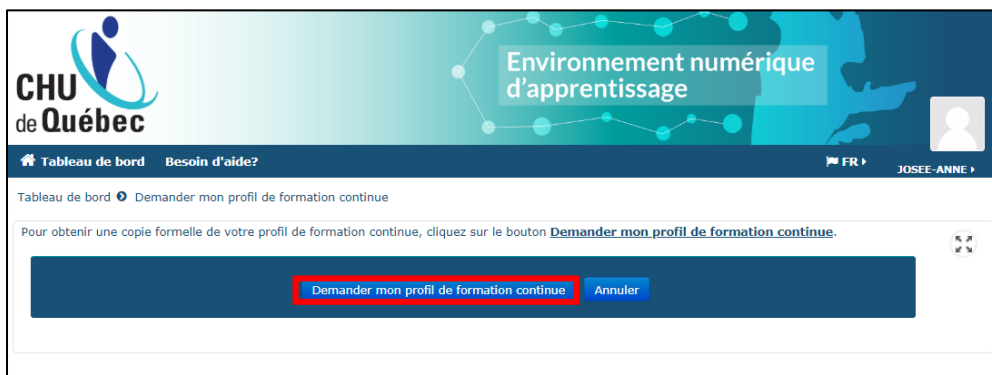 CHU
de Québec
Environnement numérique
d'apprentissage
Tableau de bord Besoin d'aide? FR JOSEE-ANNE
Tableau de bord Demander mon profil de formation continue
Pour obtenir une copie formelle de votre profil de formation continue, cliquez sur le bouton Demander mon profil de formation continue.
Demander mon profil de formation continue Annuler